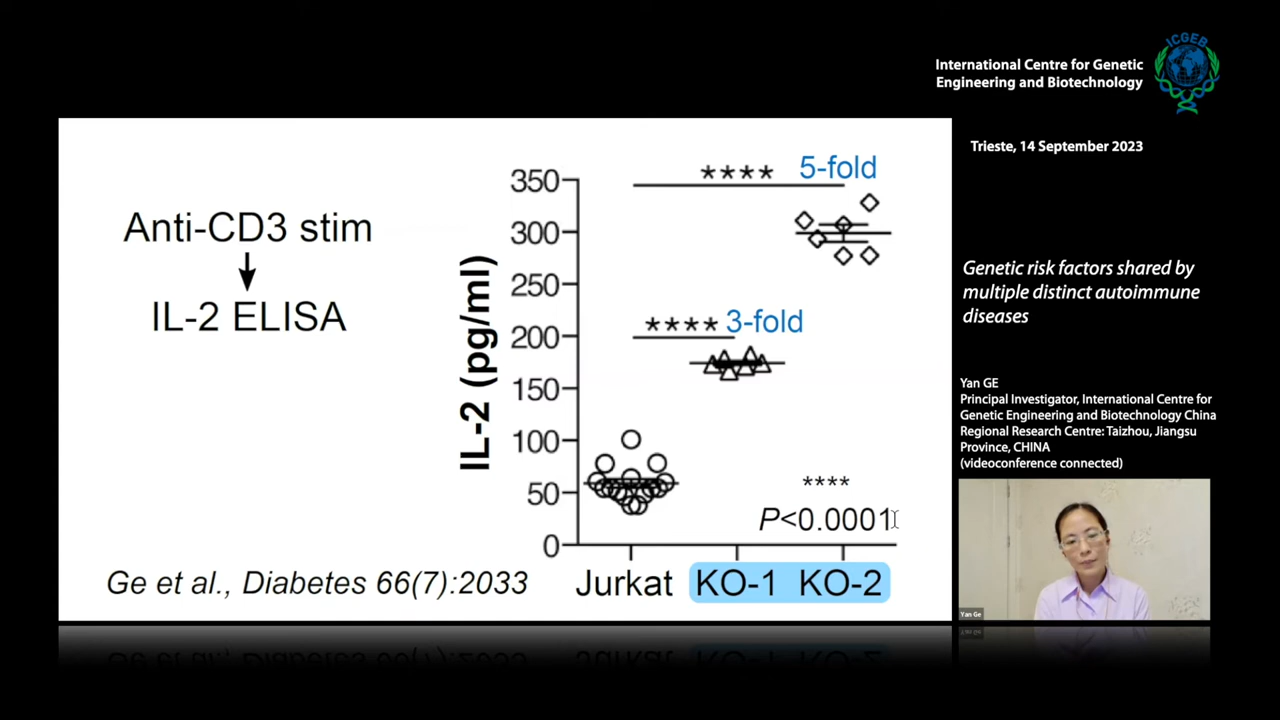 ICGEB
International Centre for Genetic
Engineering and Biotechnology
Trieste, 14 September 2023
Genetic risk factors shared by
multiple distinct autoimmune
diseases
Yan GE
Principal Investigator, International Centre for
Genetic Engineering and Biotechnology China
Regional Research Centre: Taizhou, Jiangsu
Province, CHINA
(videoconference connected)
Yan Ge
Anti-CD3 stim
IL-2 ELISA
IL-2 (pg/ml)
350
300
250
200
150
100
50
0
**** 5-fold
**** 3-fold
****
P<0.0001
Jurkat KO-1 KO-2
Ge et al., Diabetes 66(7):2033